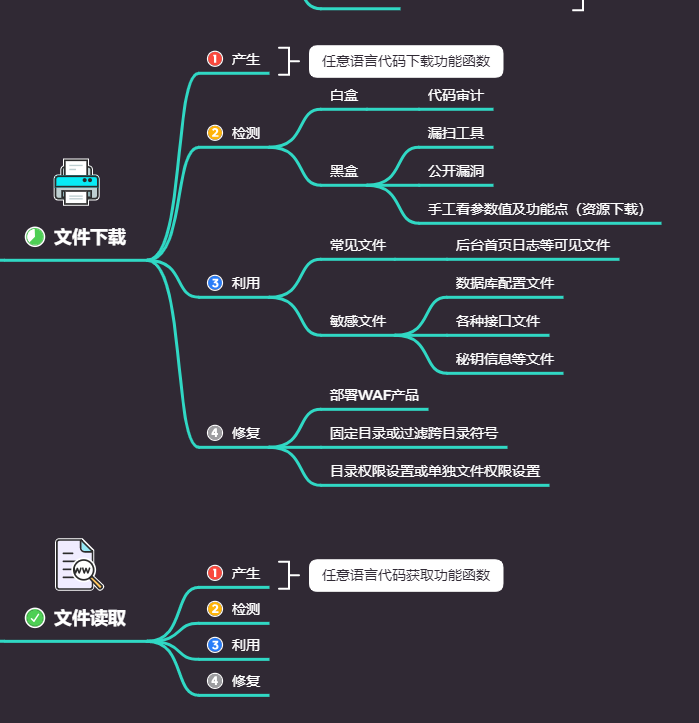 1 产生
任意语言代码下载功能函数
白盒
代码审计
2 检测
漏扫工具
黑盒
公开漏洞
手工看参数值及功能点（资源下载）
文件下载
常见文件
后台首页日志等可见文件
3 利用
数据库配置文件
敏感文件
各种接口文件
秘钥信息等文件
部署WAF产品
4 修复
固定目录或过滤跨目录符号
目录权限设置或单独文件权限设置
WW
1 产生
任意语言代码获取功能函数
2 检测
文件读取
3 利用
4 修复